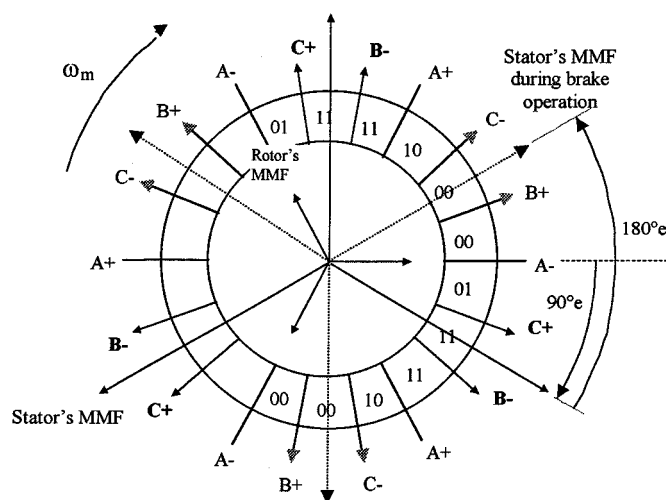 C+
B-
A-
A+
Stator's MMF
during brake
operation
ωm
B+
C-
01
11
11
10
Rotor's
MMF
C-
00
B+
180°e
A+
00
A-
01
90°e
C+
B-
11
B-
C+
11
00
00
10
Stator's MMF
A-
A+
B+
C-